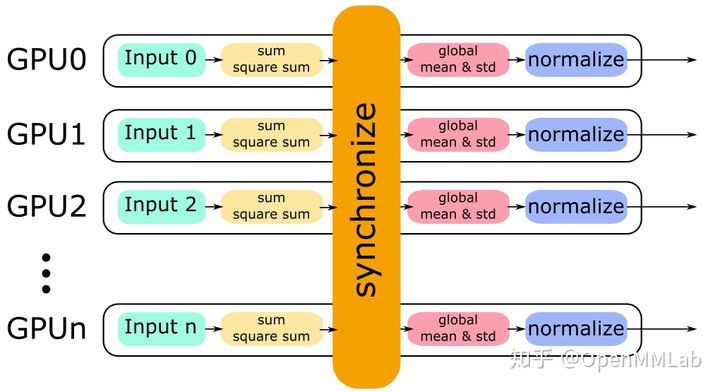 GPU0
Input 0
sum
square sum
global
mean & std
normalize
GPU1
Input 1
sum
square sum
global
mean & std
normalize
GPU2
Input 2
sum
square sum
global
mean & std
normalize
GPUn
Input n
sum
square sum
global
mean & std
normalize
synchronize
知乎 @OpenMMLab